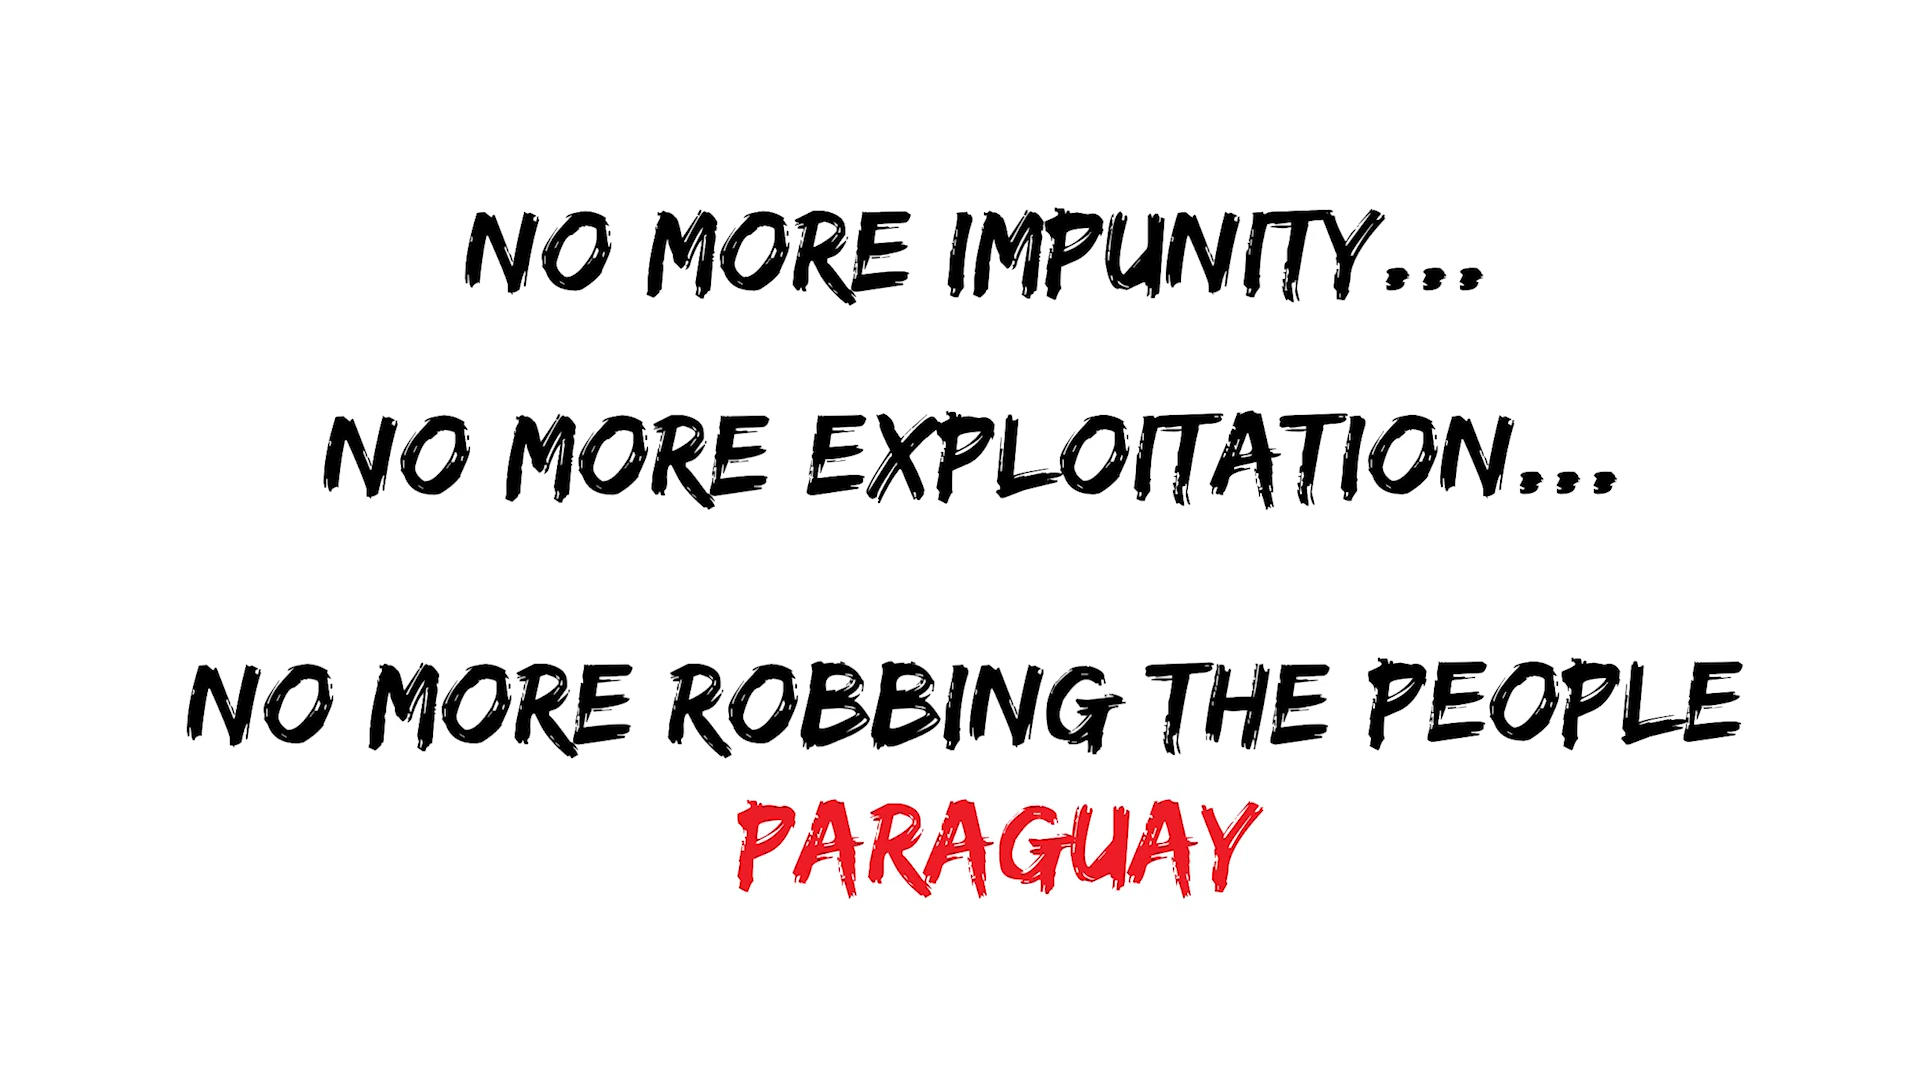 NO MORE IMPUNITY...
NO MORE EXPLOITATION...
NO MORE ROBBING THE PEOPLE
PARAGUAY